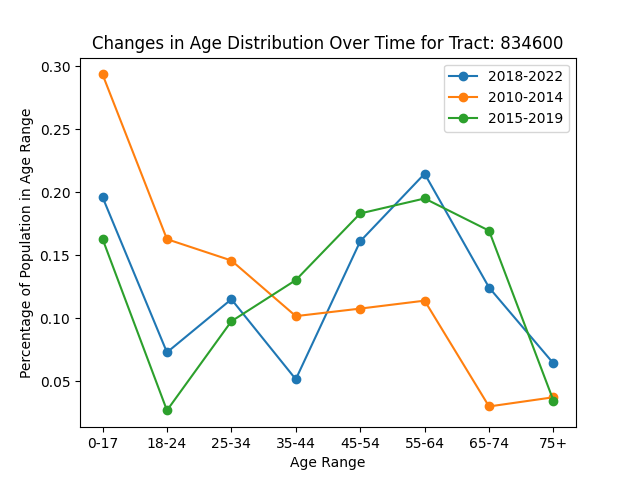 Changes in Age Distribution Over Time for Tract: 834600
2018-2022
2010-2014
2015-2019
Percentage of Population in Age Range
0.30
0.25
0.20
0.15
0.10
0.05
0-17 18-24 25-34 35-44 45-54 55-64 65-74 75+
Age Range